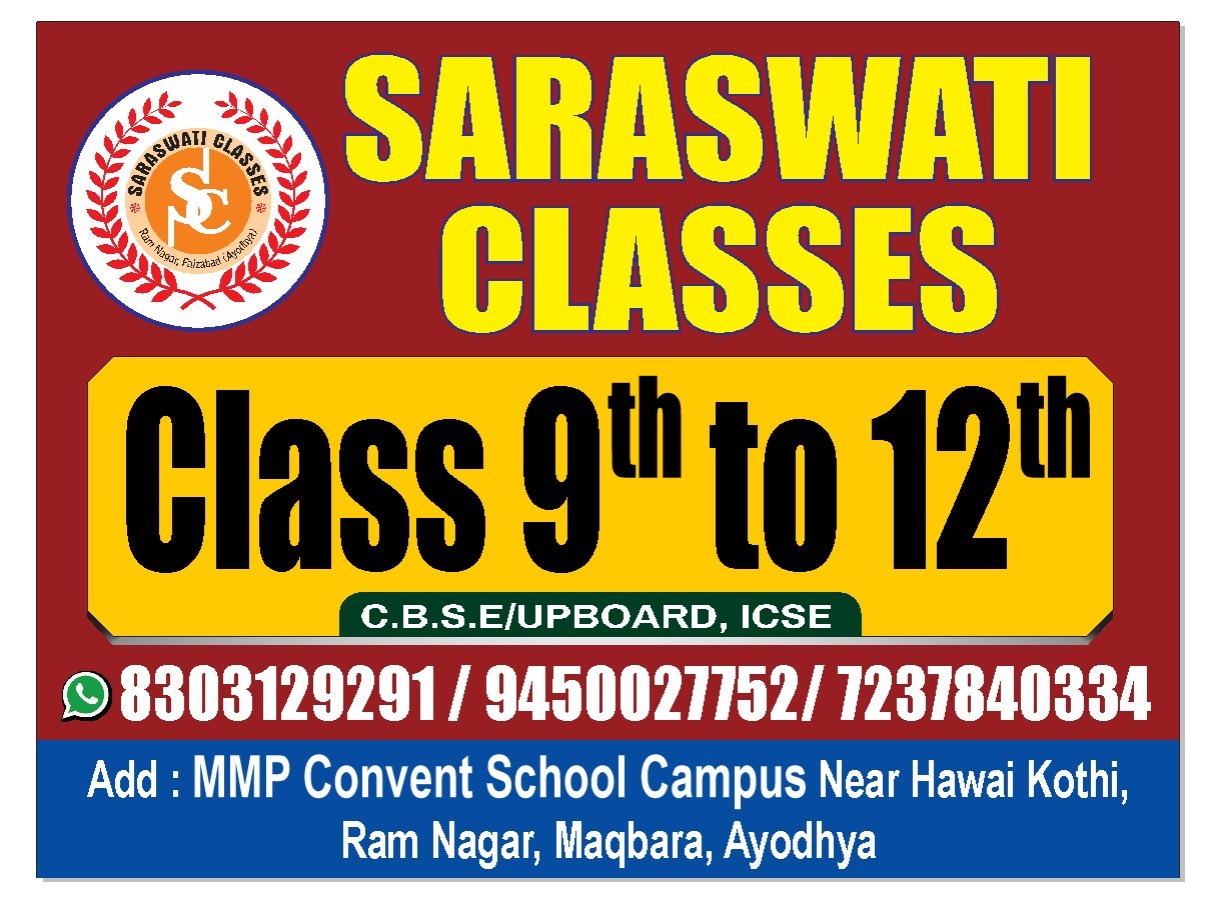 SARASWATI CLASSES
SC
Ram Nagar, Faizabad (Ayodhya)
SARASWATI
CLASSES
Class 9th to 12th
C.B.S.E/UPBOARD, ICSE
8303129291 / 9450027752/ 7237840334
Add : MMP Convent School Campus Near Hawai Kothi,
Ram Nagar, Maqbara, Ayodhya